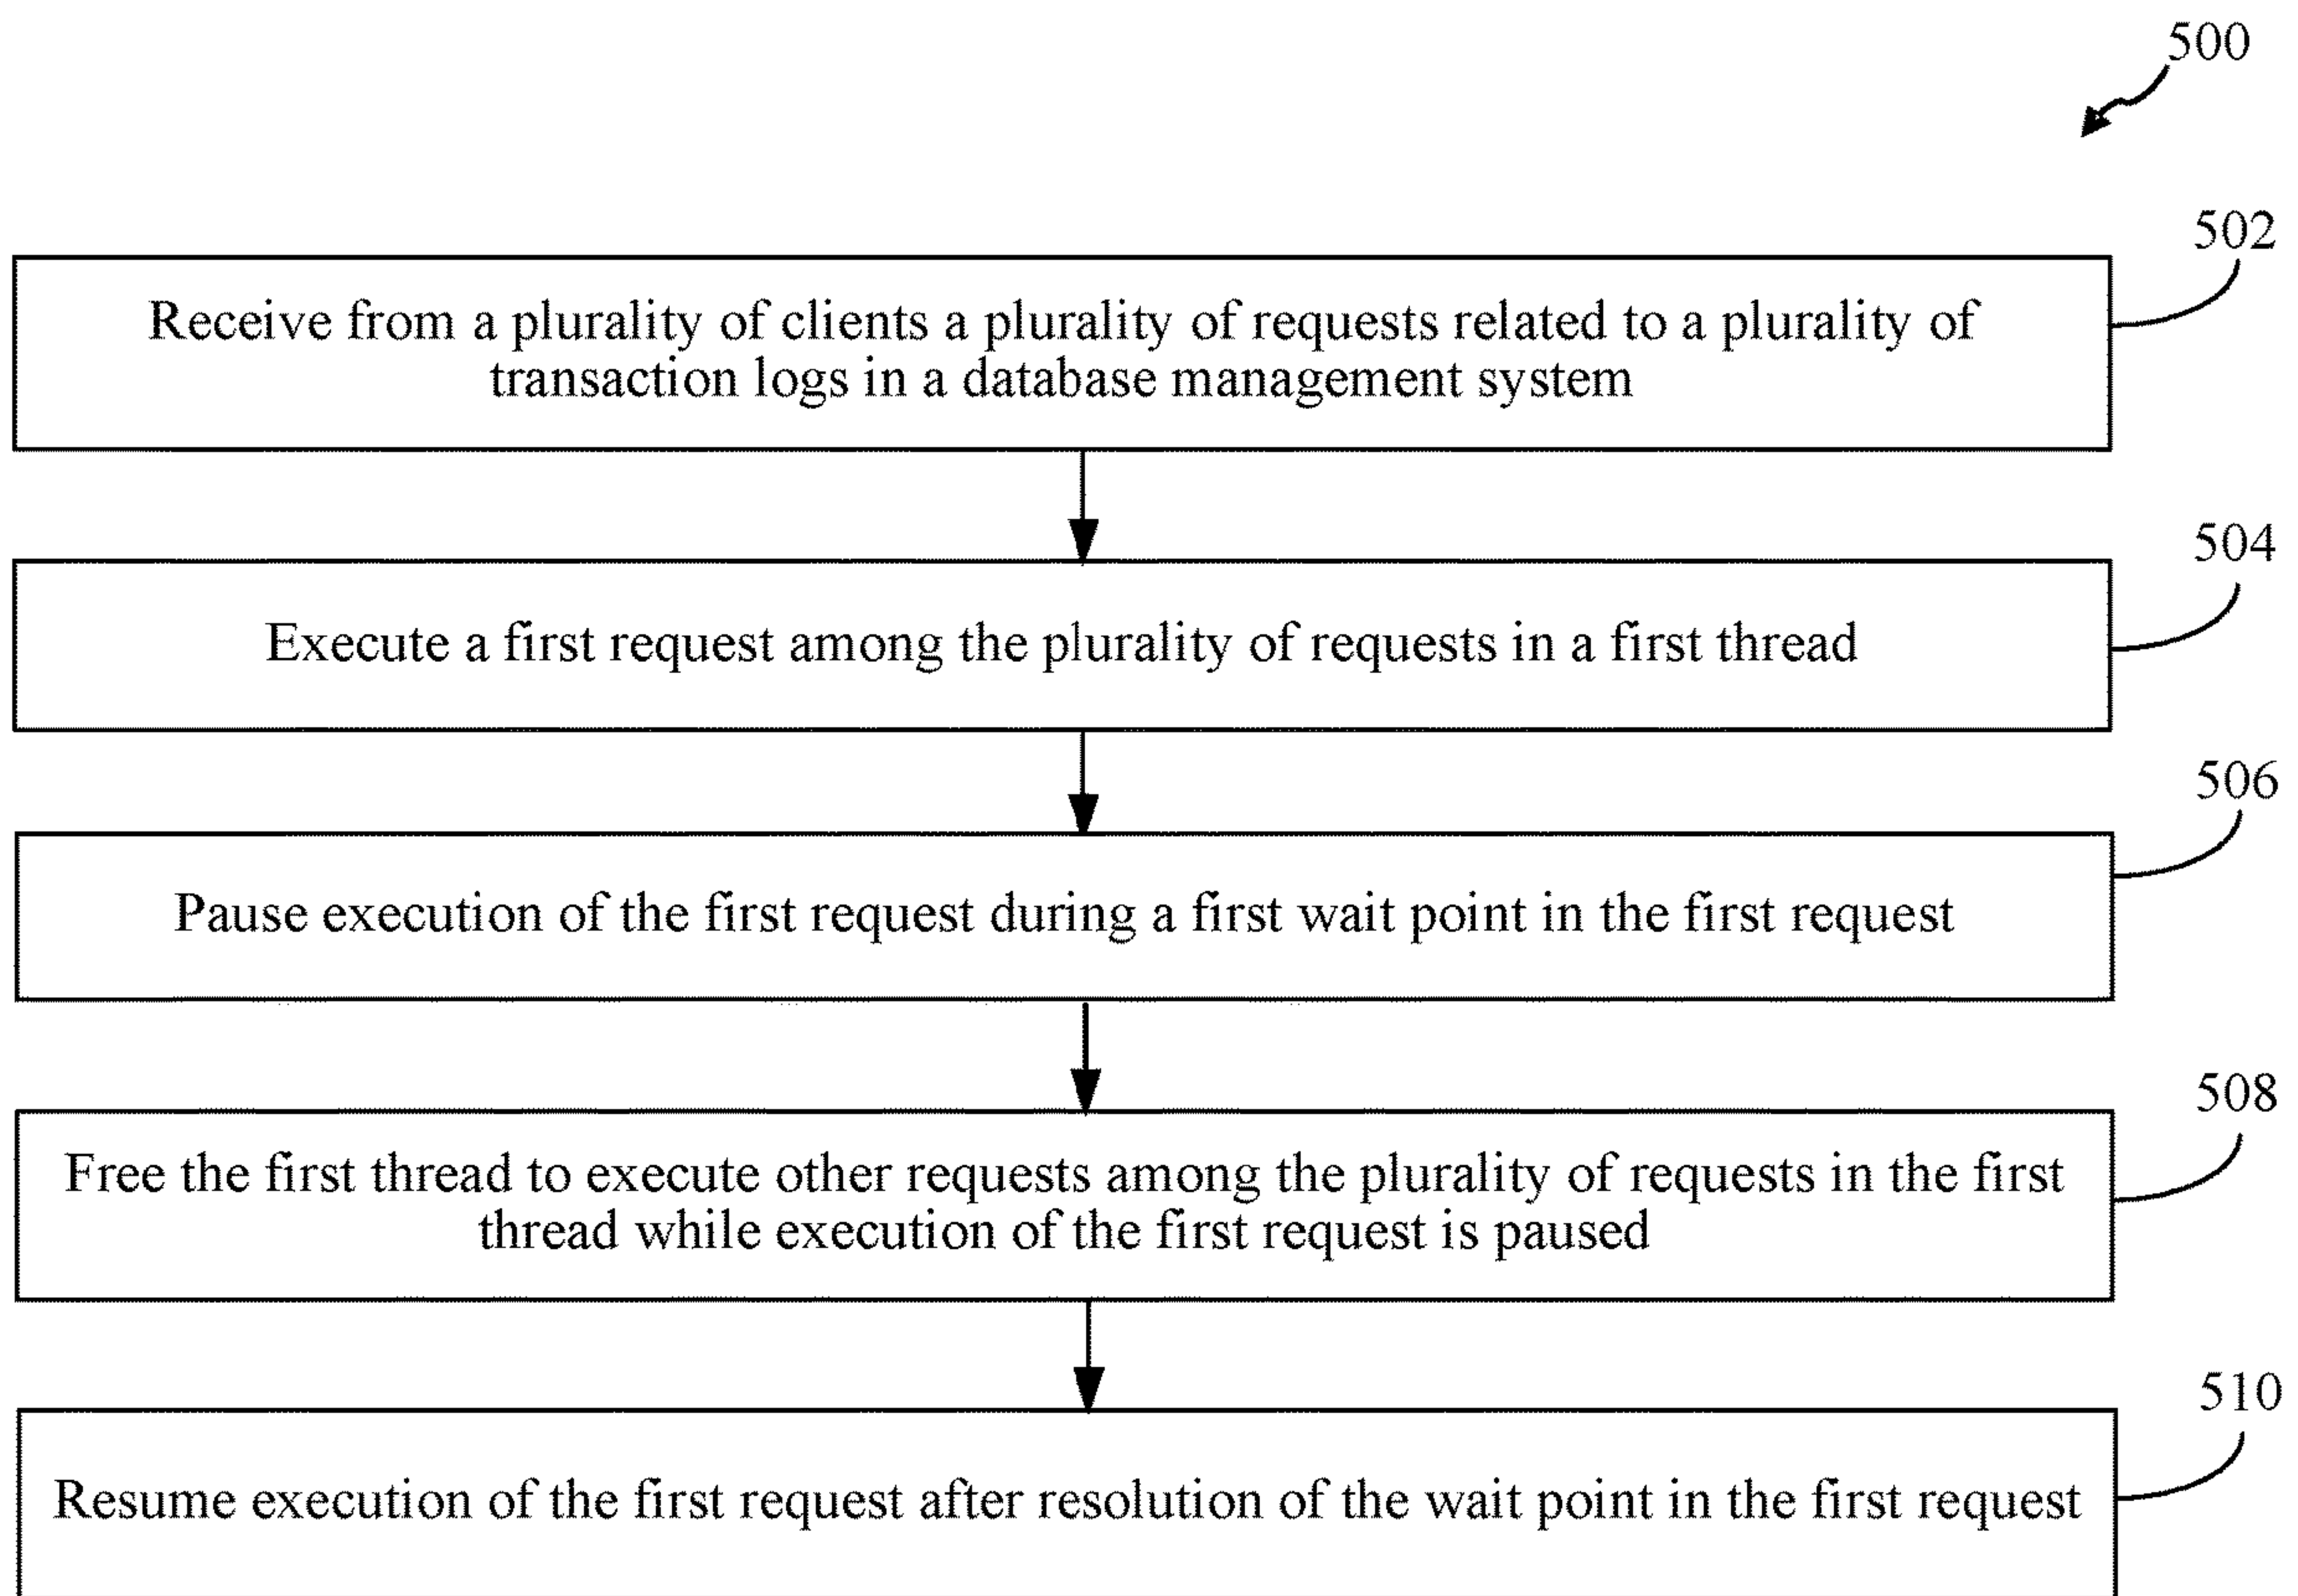 500
502
Receive from a plurality of clients a plurality of requests related to a plurality of
transaction logs in a database management system
504
Execute a first request among the plurality of requests in a first thread
506
Pause execution of the first request during a first wait point in the first request
508
Free the first thread to execute other requests among the plurality of requests in the first
thread while execution of the first request is paused
510
Resume execution of the first request after resolution of the wait point in the first request